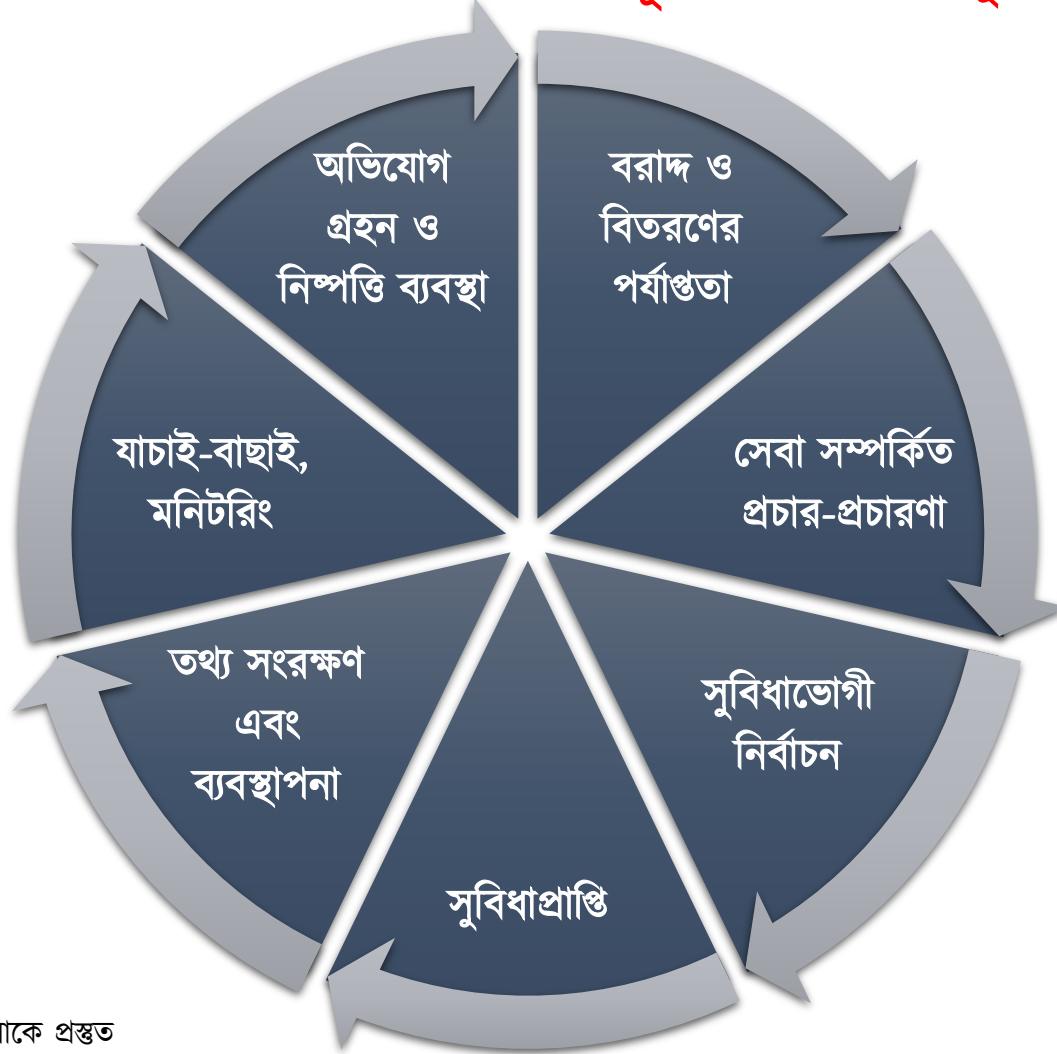 বরাদ্দ ও
বিতরণের
পর্যাপ্ততা
সেবা সম্পর্কিত
প্রচার-প্রচারণা
সুবিধাভোগী
নির্বাচন
সুবিধাপ্রাপ্তি
তথ্য সংরক্ষণ
এবং
ব্যবস্থাপনা
যাচাই-বাছাই,
মনিটরিং
অভিযোগ
গ্রহন ও
নিষ্পত্তি ব্যবস্থা
প্রস্তুত